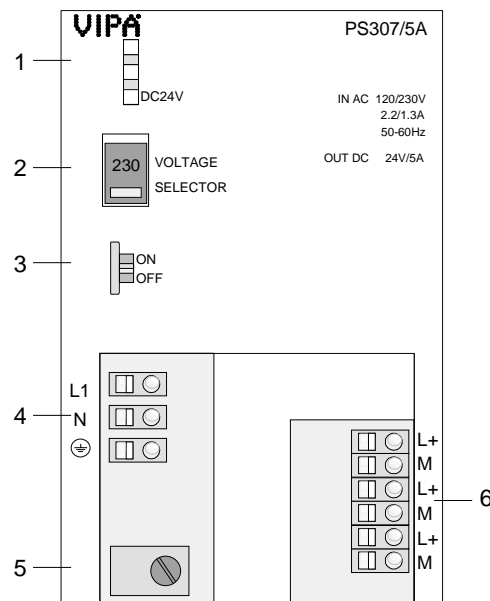 VIPA
PS307/5A
1
DC24V
IN AC 120/230V
2.2/1.3A
50-60Hz
OUT DC 24V/5A
2
230
VOLTAGE
SELECTOR
3
ON
OFF
L1
4
N
L+
M
L+
M
L+
M
6
5